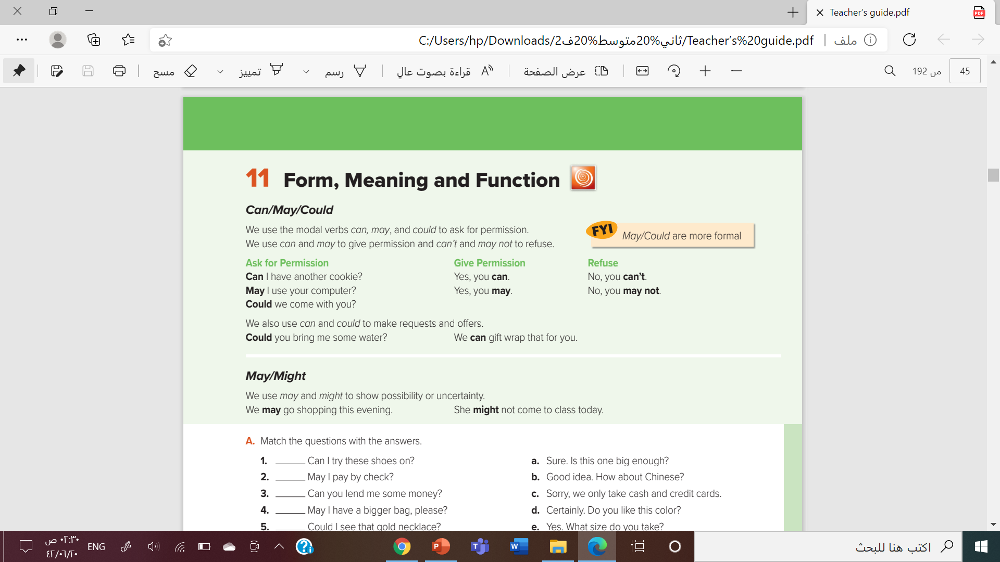 Teacher's guide.pdf
C:/Users/hp/Downloads/2ثاني%20متوسط%20ف/Teacher's%20guide.pdf
ملف
مسح
تمييز
رسم
قراءة بصوت عالٍ
عرض الصفحة
من 192
45
11 Form, Meaning and Function
Can/May/Could
We use the modal verbs can, may, and could to ask for permission.
We use can and may to give permission and can't and may not to refuse.
FYI May/Could are more formal
Ask for Permission Give Permission Refuse
Can I have another cookie? Yes, you can. No, you can't.
May I use your computer? Yes, you may. No, you may not.
Could we come with you?
We also use can and could to make requests and offers.
Could you bring me some water? We can gift wrap that for you.
May/Might
We use may and might to show possibility or uncertainty.
We may go shopping this evening. She might not come to class today.
A. Match the questions with the answers.
1. ______ Can I try these shoes on? a. Sure. Is this one big enough?
2. ______ May I pay by check? b. Good idea. How about Chinese?
3. ______ Can you lend me some money? c. Sorry, we only take cash and credit cards.
4. ______ May I have a bigger bag, please? d. Certainly. Do you like this color?
5. ______ Could I see that gold necklace? e. Yes. What size do you take?
٠٢:٣٠ ص
٤٢/٠٦/٢٠
ENG
اكتب هنا للبحث